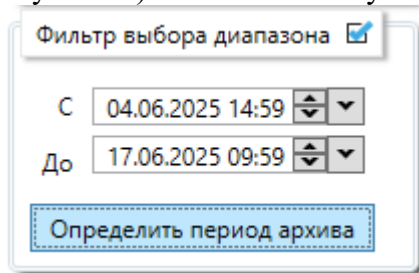 Фильтр выбора диапазона
С 04.06.2025 14:59
До 17.06.2025 09:59
Определить период архива